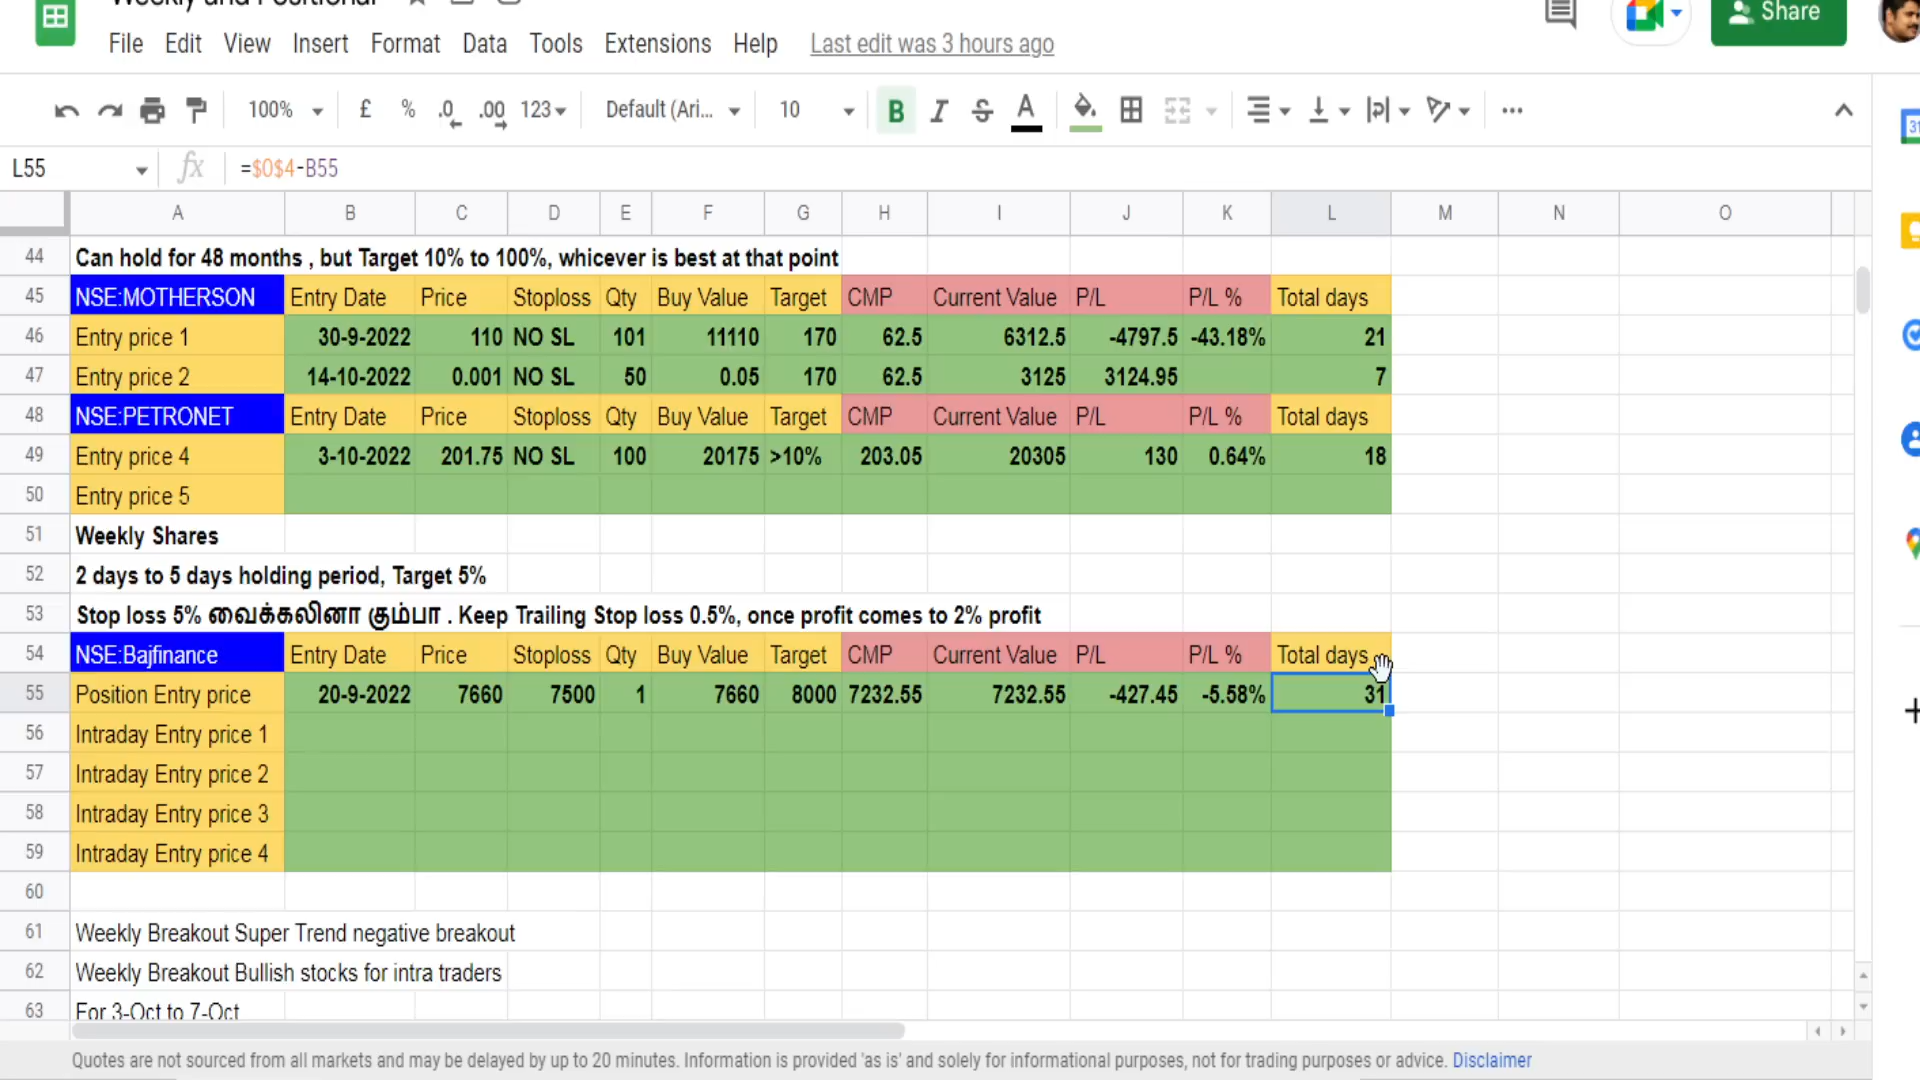 Weekly and Positional
File Edit View Insert Format Data Tools Extensions Help Last edit was 3 hours ago Share
100% £ % .0 .00 123 Default (Ari... 10 B I S A
L55 fx =$O$4-B55
A B C D E F G H I J K L M N O
44 Can hold for 48 months , but Target 10% to 100%, whicever is best at that point
45 NSE:MOTHERSON Entry Date Price Stoploss Qty Buy Value Target CMP Current Value P/L P/L % Total days
46 Entry price 1 30-9-2022 110 NO SL 101 11110 170 62.5 6312.5 -4797.5 -43.18% 21
47 Entry price 2 14-10-2022 0.001 NO SL 50 0.05 170 62.5 3125 3124.95 7
48 NSE:PETRONET Entry Date Price Stoploss Qty Buy Value Target CMP Current Value P/L P/L % Total days
49 Entry price 4 3-10-2022 201.75 NO SL 100 20175 >10% 203.05 20305 130 0.64% 18
50 Entry price 5
51 Weekly Shares
52 2 days to 5 days holding period, Target 5%
53 Stop loss 5% வைக்கலினா கும்பா . Keep Trailing Stop loss 0.5%, once profit comes to 2% profit
54 NSE:Bajfinance Entry Date Price Stoploss Qty Buy Value Target CMP Current Value P/L P/L % Total days
55 Position Entry price 20-9-2022 7660 7500 1 7660 8000 7232.55 7232.55 -427.45 -5.58% 31
56 Intraday Entry price 1
57 Intraday Entry price 2
58 Intraday Entry price 3
59 Intraday Entry price 4
60
61 Weekly Breakout Super Trend negative breakout
62 Weekly Breakout Bullish stocks for intra traders
63 For 3-Oct to 7-Oct
Quotes are not sourced from all markets and may be delayed by up to 20 minutes. Information is provided 'as is' and solely for informational purposes, not for trading purposes or advice. Disclaimer